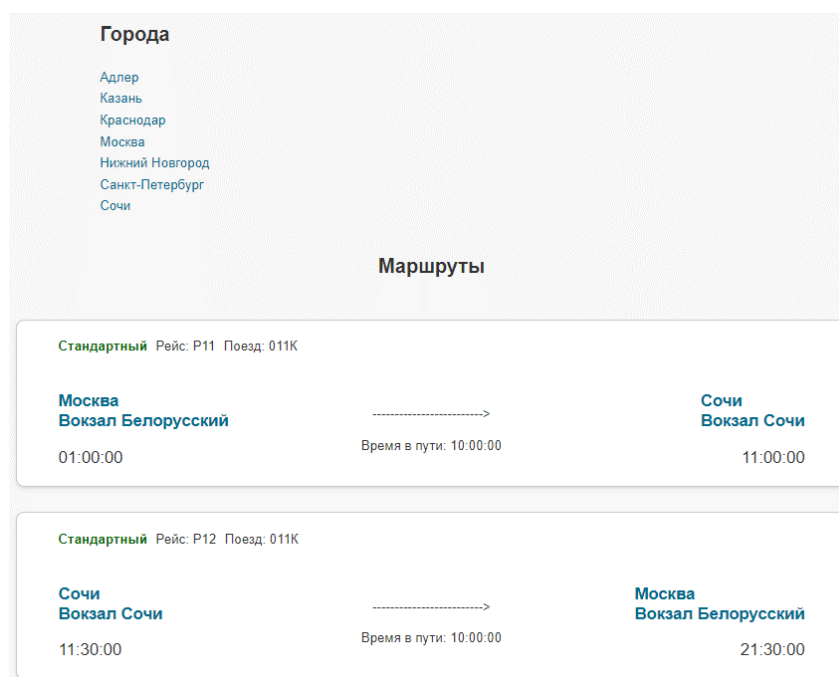 Города
Адлер
Казань
Краснодар
Москва
Нижний Новгород
Санкт-Петербург
Сочи
Маршруты
Стандартный Рейс: P11 Поезд: 011К
Москва
Вокзал Белорусский
01:00:00
------------------------->
Время в пути: 10:00:00
Сочи
Вокзал Сочи
11:00:00
Стандартный Рейс: P12 Поезд: 011К
Сочи
Вокзал Сочи
11:30:00
------------------------->
Время в пути: 10:00:00
Москва
Вокзал Белорусский
21:30:00